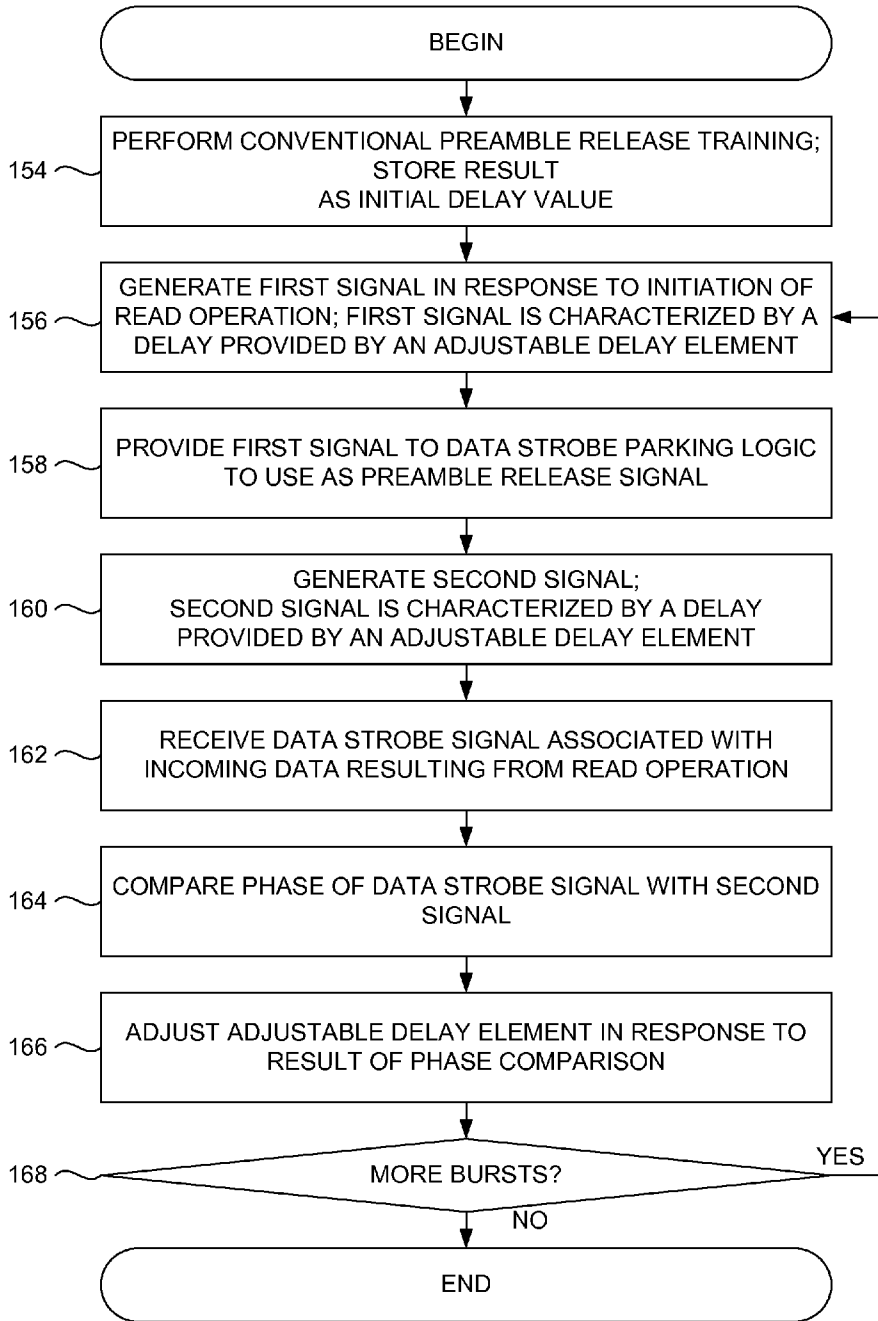 BEGIN
154
PERFORM CONVENTIONAL PREAMBLE RELEASE TRAINING;
STORE RESULT
AS INITIAL DELAY VALUE
156
GENERATE FIRST SIGNAL IN RESPONSE TO INITIATION OF
READ OPERATION; FIRST SIGNAL IS CHARACTERIZED BY A
DELAY PROVIDED BY AN ADJUSTABLE DELAY ELEMENT
158
PROVIDE FIRST SIGNAL TO DATA STROBE PARKING LOGIC
TO USE AS PREAMBLE RELEASE SIGNAL
160
GENERATE SECOND SIGNAL;
SECOND SIGNAL IS CHARACTERIZED BY A DELAY
PROVIDED BY AN ADJUSTABLE DELAY ELEMENT
162
RECEIVE DATA STROBE SIGNAL ASSOCIATED WITH
INCOMING DATA RESULTING FROM READ OPERATION
164
COMPARE PHASE OF DATA STROBE SIGNAL WITH SECOND
SIGNAL
166
ADJUST ADJUSTABLE DELAY ELEMENT IN RESPONSE TO
RESULT OF PHASE COMPARISON
168
MORE BURSTS?
YES
NO
END